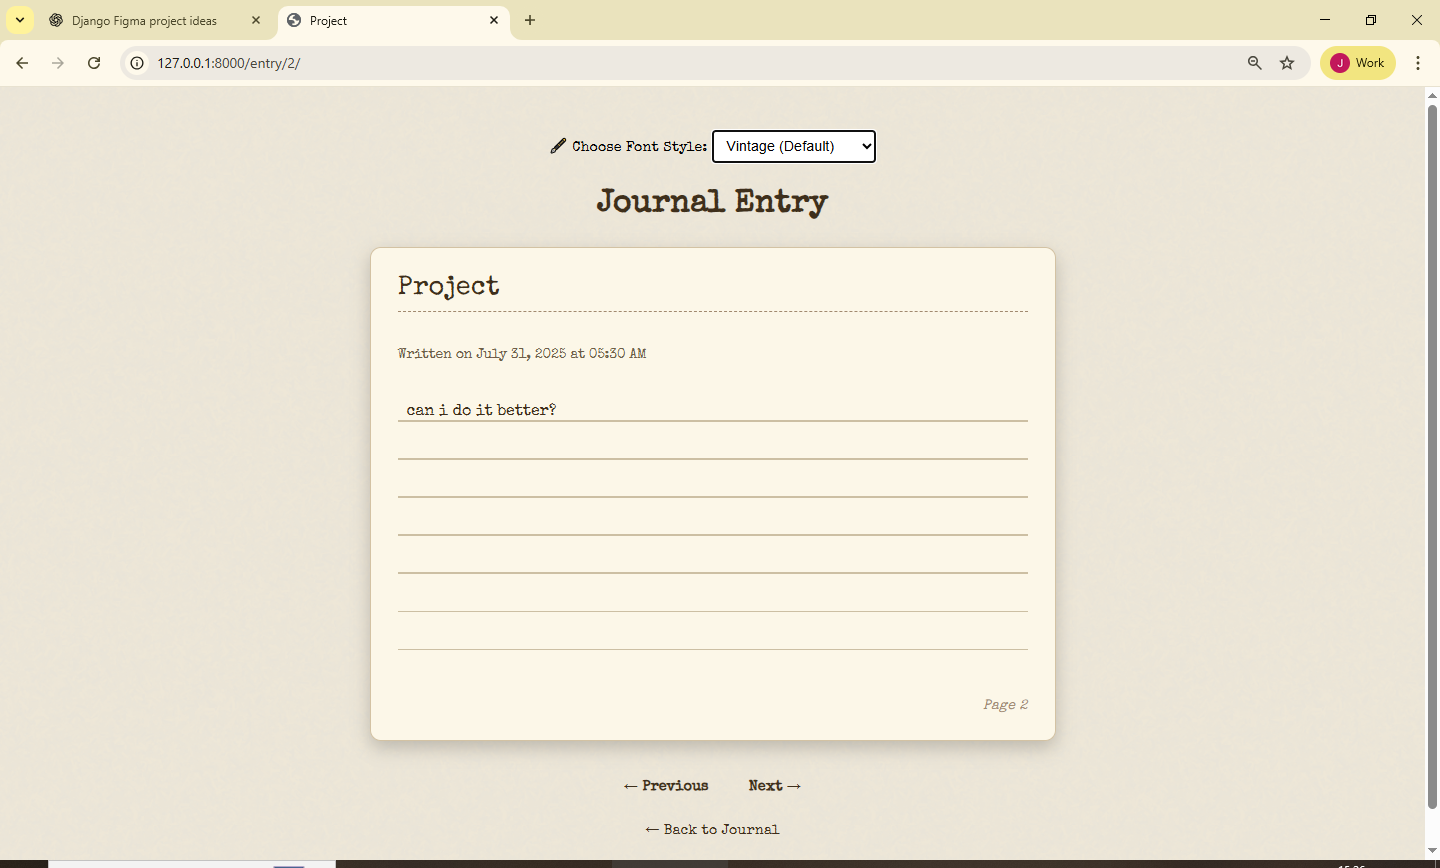 Django Figma project ideas
Project
127.0.0.1:8000/entry/2/
J
Work
Choose Font Style:
Vintage (Default)
Journal Entry
Project
Written on July 31, 2025 at 05:30 AM
can i do it better?
Page 2
← Previous
Next →
← Back to Journal